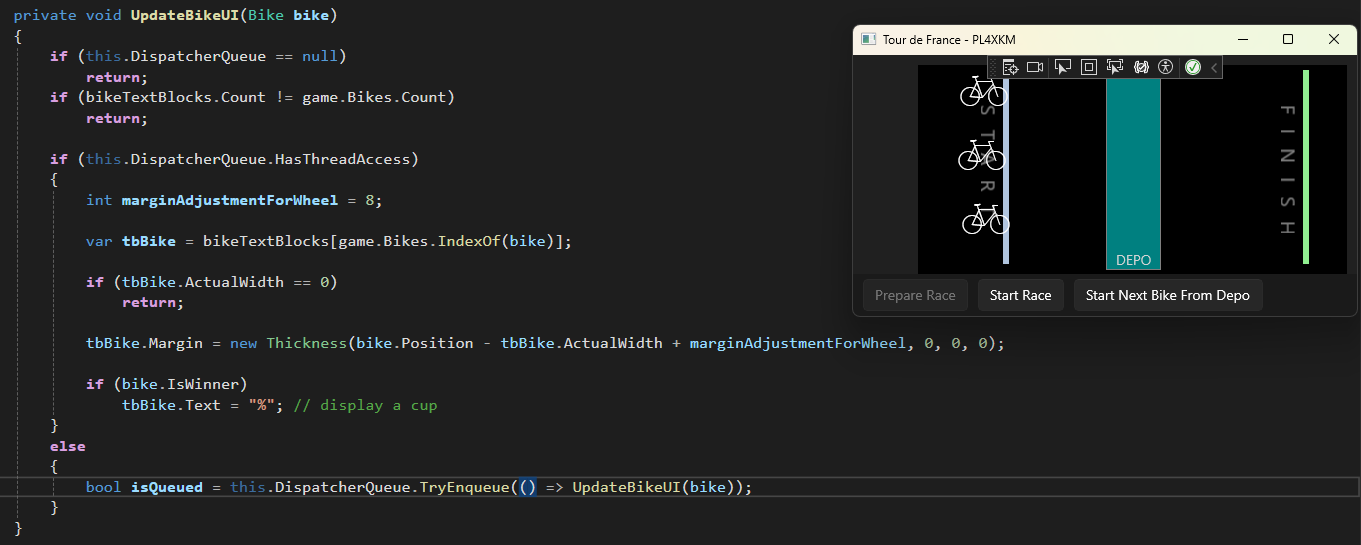 private void UpdateBikeUI(Bike bike)
{
if (this.DispatcherQueue == null)
return;
if (bikeTextBlocks.Count != game.Bikes.Count)
return;
if (this.DispatcherQueue.HasThreadAccess)
{
int marginAdjustmentForWheel = 8;
var tbBike = bikeTextBlocks[game.Bikes.IndexOf(bike)];
if (tbBike.ActualWidth == 0)
return;
tbBike.Margin = new Thickness(bike.Position - tbBike.ActualWidth + marginAdjustmentForWheel, 0, 0, 0);
if (bike.IsWinner)
tbBike.Text = "%"; // display a cup
}
else
{
bool isQueued = this.DispatcherQueue.TryEnqueue(() => UpdateBikeUI(bike));
}
}
Tour de France - PL4XKM
START
FINISH
DEPO
Prepare Race
Start Race
Start Next Bike From Depo